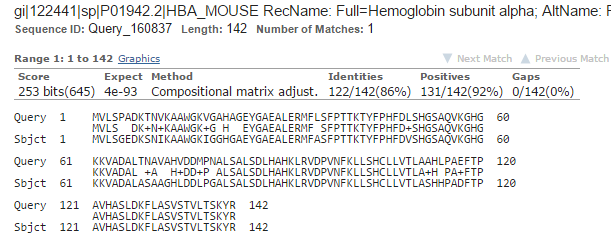 gi|122441|sp|P01942.2|HBA_MOUSE RecName: Full=Hemoglobin subunit alpha; AltName: F
Sequence ID: Query_160837 Length: 142 Number of Matches: 1
Range 1: 1 to 142 Graphics ▼ Next Match ▲ Previous Match
Score Expect Method Identities Positives Gaps
253 bits(645) 4e-93 Compositional matrix adjust. 122/142(86%) 131/142(92%) 0/142(0%)
Query 1 MVLSPADKTNVKAAWGKVGAHAGEYGAEALERMFLSFPTTKTYFPHFDLSHGSAQVKGHG 60
MVLS DK+N+KAAWGK+G H EYGAEALERMF SFPTTKTYFPHFD+SHGSAQVKGHG
Sbjct 1 MVLSGEDKSNIKAAWGKIGGHGAEYGAEALERMFASFPTTKTYFPHFDVSHGSAQVKGHG 60
Query 61 KKVADALTNAVAHVDDMPNALSALSDLHAHKLRVDPVNFKLLSHCLLVTLAAHLPAEFTP 120
KKVADAL +A H+DD+P ALSALSDLHAHKLRVDPVNFKLLSHCLLVTLA+H PA+FTP
Sbjct 61 KKVADALASAAGHLDDLPGALSALSDLHAHKLRVDPVNFKLLSHCLLVTLASHHPADFTP 120
Query 121 AVHASLDKFLASVSTVLTSKYR 142
AVHASLDKFLASVSTVLTSKYR
Sbjct 121 AVHASLDKFLASVSTVLTSKYR 142